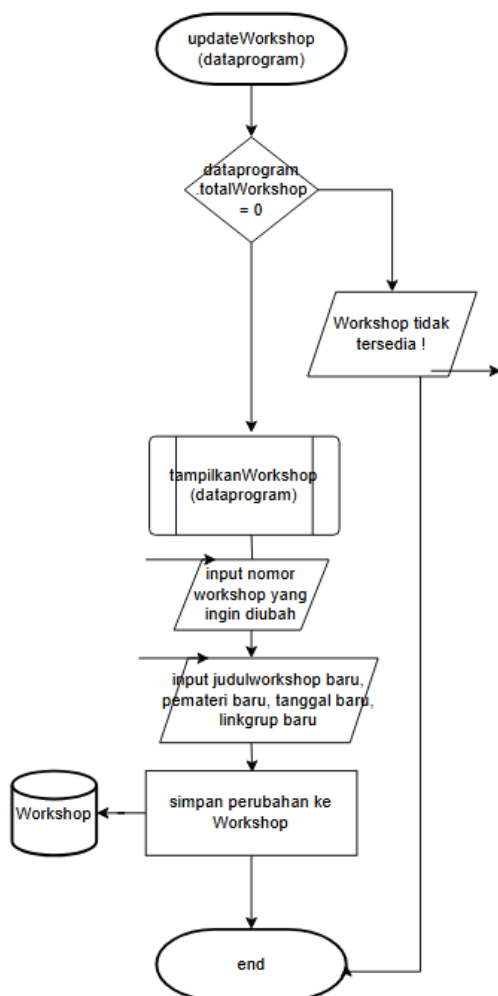 updateWorkshop
(dataprogram)
dataprogram
.totalWorkshop
= 0
Workshop tidak
tersedia !
tampilkanWorkshop
(dataprogram)
input nomor
workshop yang
ingin diubah
input judulworkshop baru,
pemateri baru, tanggal baru,
linkgrup baru
simpan perubahan ke
Workshop
Workshop
end